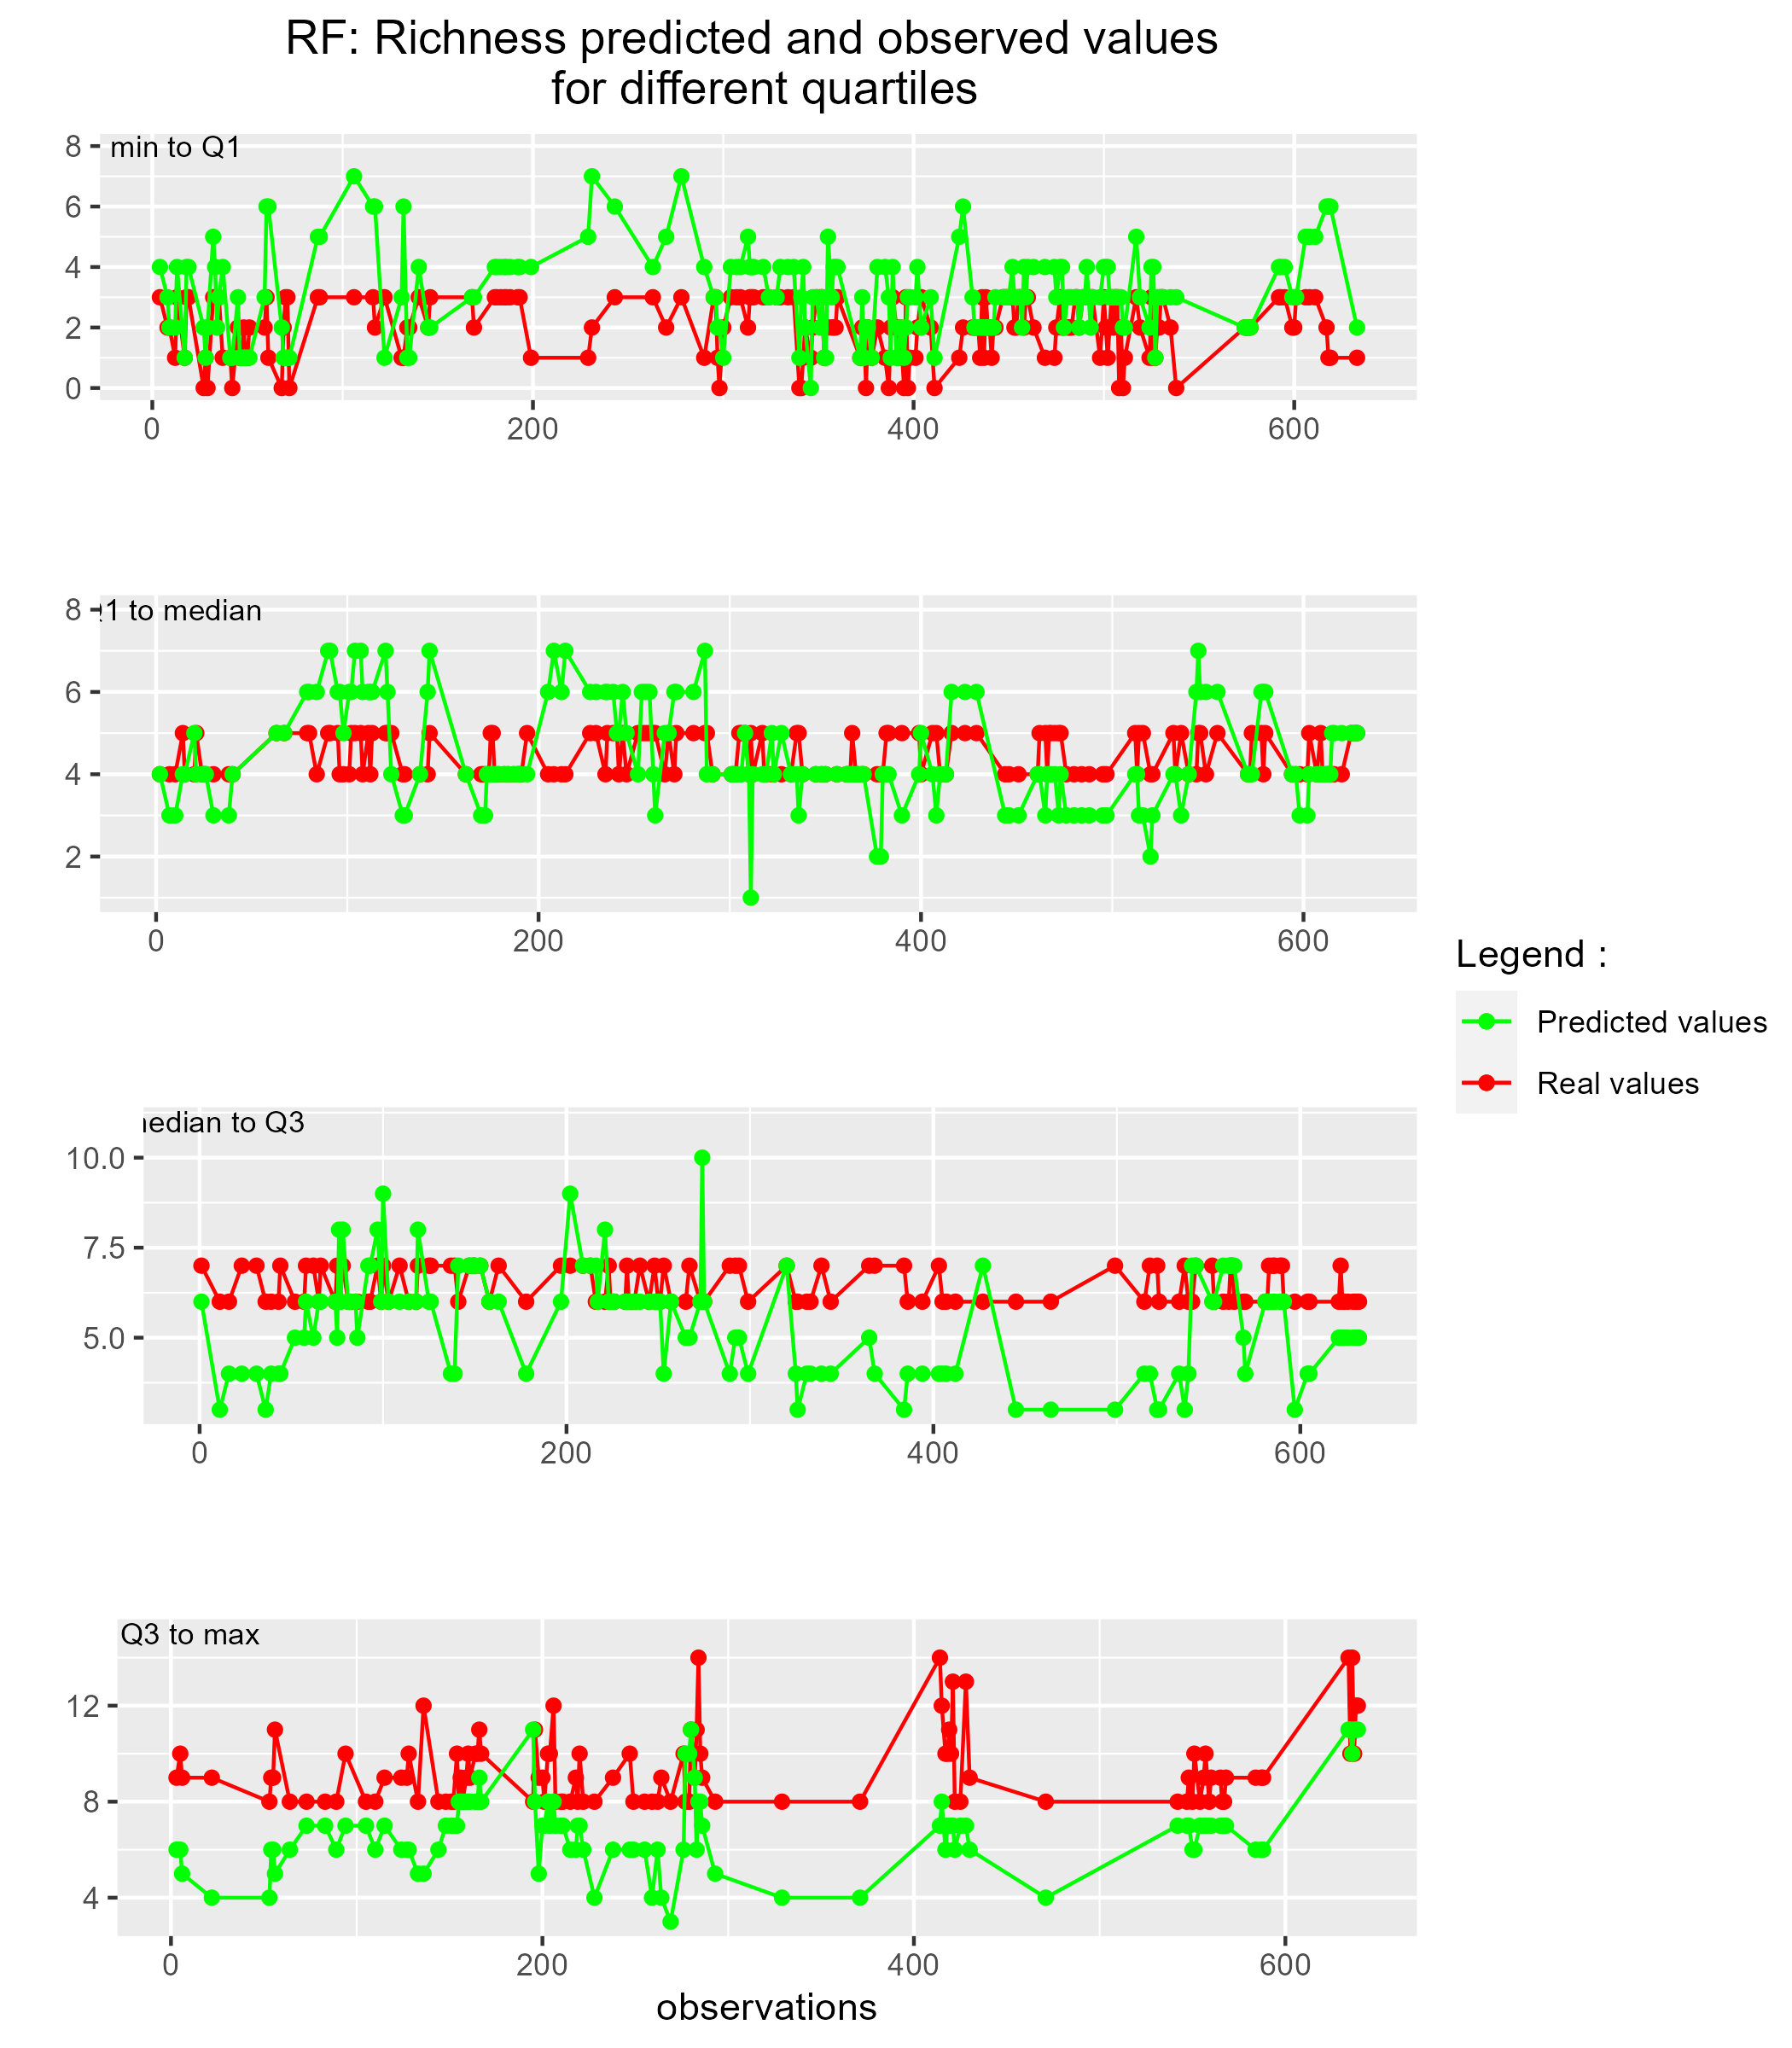 RF: Richness predicted and observed values
for different quartiles
min to Q1
8
6
4
2
0
0 200 400 600
1 to median
8
6
4
2
0 200 400 600
Legend :
Predicted values
Real values
edian to Q3
10.0
7.5
5.0
0 200 400 600
Q3 to max
12
8
4
0 200 400 600
observations